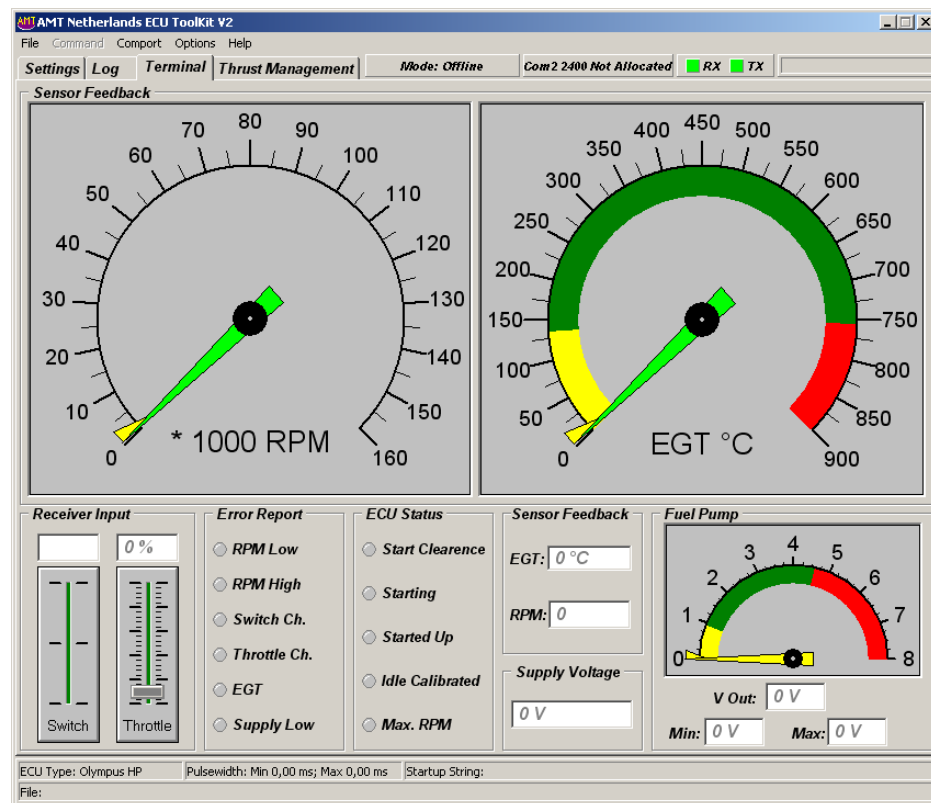 AMT Netherlands ECU ToolKit V2
File Command Comport Options Help
Settings Log Terminal Thrust Management Mode: Offline Com2 2400 Not Allocated RX TX
Sensor Feedback
0 10 20 30 40 50 60 70 80 90 100 110 120 130 140 150 160
* 1000 RPM
0 50 100 150 200 250 300 350 400 450 500 550 600 650 700 750 800 850 900
EGT °C
Receiver Input
0 %
Switch Throttle
Error Report
RPM Low
RPM High
Switch Ch.
Throttle Ch.
EGT
Supply Low
ECU Status
Start Clearence
Starting
Started Up
Idle Calibrated
Max. RPM
Sensor Feedback
EGT: 0 °C
RPM: 0
Supply Voltage
0 V
Fuel Pump
0 1 2 3 4 5 6 7 8
V Out: 0 V
Min: 0 V Max: 0 V
ECU Type: Olympus HP Pulsewidth: Min 0,00 ms; Max 0,00 ms Startup String:
File: